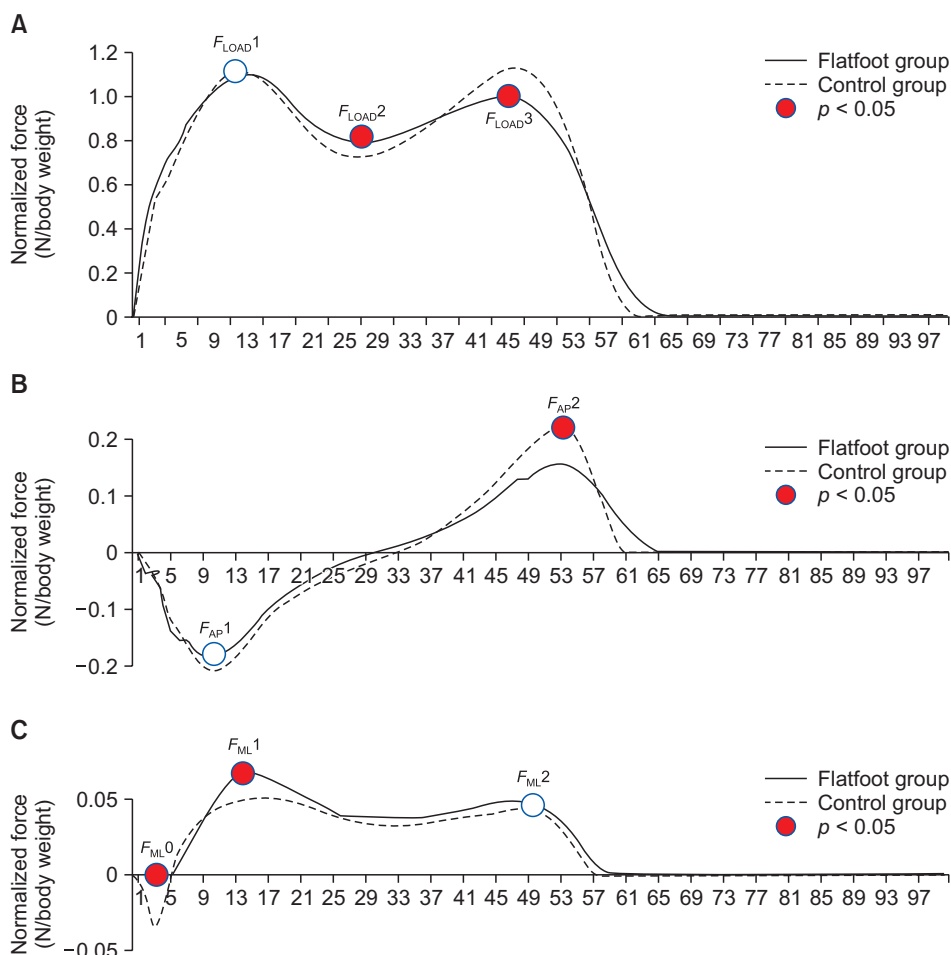 A
1.2
1.0
0.8
0.6
0.4
0.2
0
Normalized force
(N/body weight)
FLOAD1
FLOAD2
FLOAD3
Flatfoot group
Control group
p < 0.05
1 5 9 13 17 21 25 29 33 37 41 45 49 53 57 61 65 69 73 77 81 85 89 93 97
B
0.2
0.1
0
−0.1
−0.2
Normalized force
(N/body weight)
FAP1
FAP2
Flatfoot group
Control group
p < 0.05
1 5 9 13 17 21 25 29 33 37 41 45 49 53 57 61 65 69 73 77 81 85 89 93 97
C
0.05
0
−0.05
Normalized force
(N/body weight)
FML0
FML1
FML2
Flatfoot group
Control group
p < 0.05
1 5 9 13 17 21 25 29 33 37 41 45 49 53 57 61 65 69 73 77 81 85 89 93 97